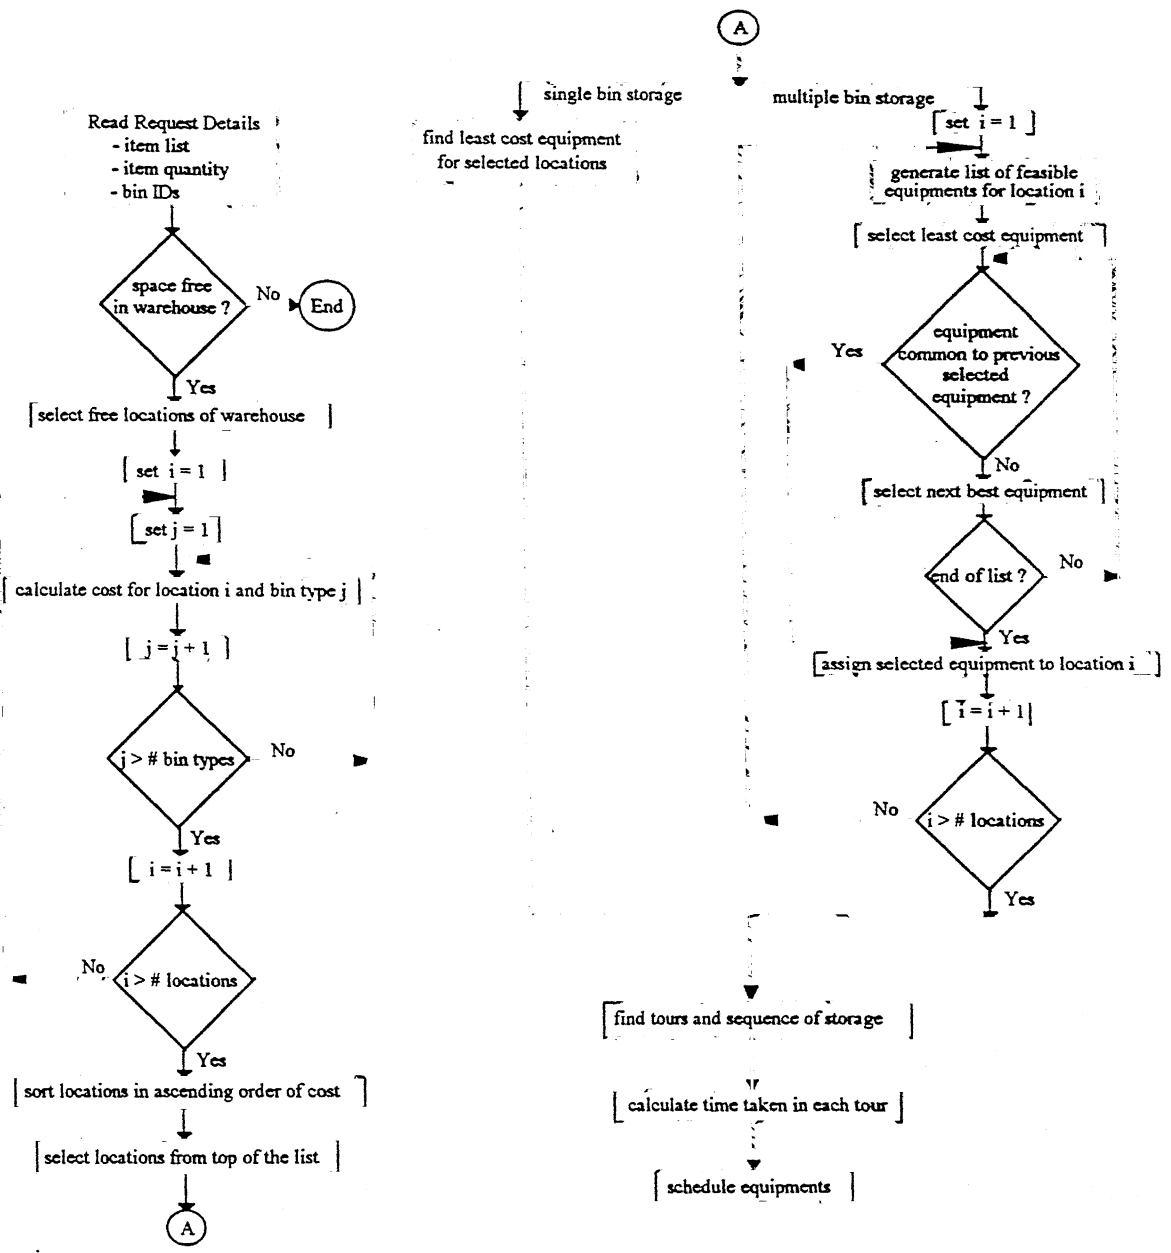 Read Request Details
- item list
- item quantity
- bin IDs
space free
in warehouse ?
No
End
Yes
select free locations of warehouse
set i = 1
set j = 1
calculate cost for location i and bin type j
j = j + 1
j > # bin types
No
Yes
i = i + 1
i > # locations
No
Yes
sort locations in ascending order of cost
select locations from top of the list
A
A
single bin storage
find least cost equipment
for selected locations
multiple bin storage
set i = 1
generate list of feasible
equipments for location i
select least cost equipment
equipment
common to previous
selected
equipment ?
Yes
No
select next best equipment
end of list ?
No
Yes
assign selected equipment to location i
i = i + 1
i > # locations
No
Yes
find tours and sequence of storage
calculate time taken in each tour
schedule equipments